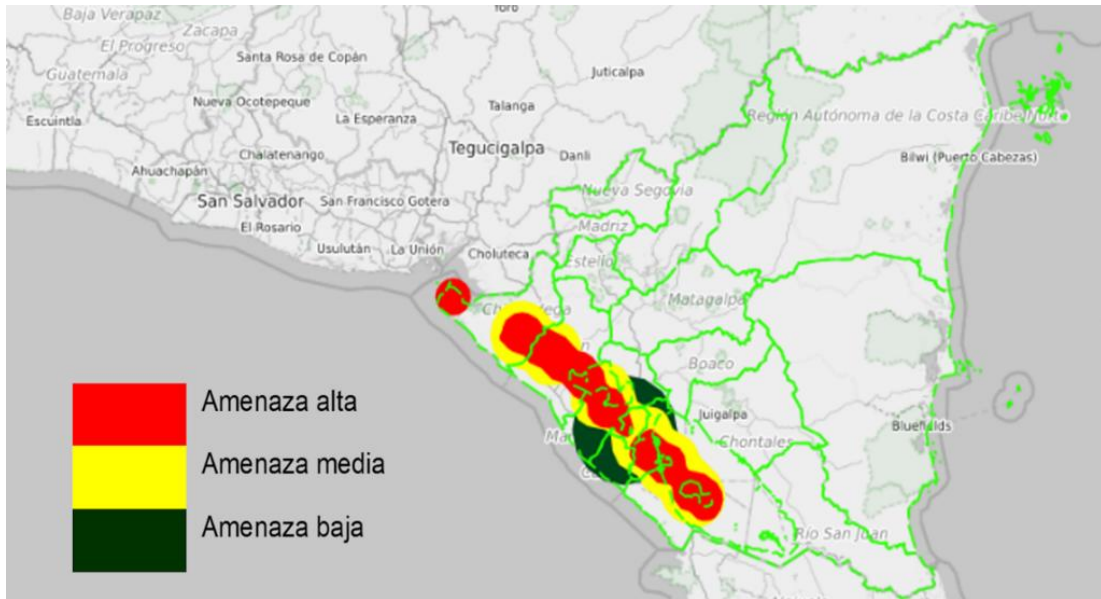 Baja Verapaz
Yoro
Zacapa
El Progreso
Santa Rosa de Copán
Guatemala
Juticalpa
Nueva Ocotepeque
Talanga
Escuintla
La Esperanza
Región Autónoma de la Costa Caribe Norte
Tegucigalpa
Chalatenango
Danlí
Bilwi (Puerto Cabezas)
Ahuachapán
Nueva Segovia
San Salvador
San Francisco Gotera
El Rosario
Madriz
Usulután
La Unión
Choluteca
Estelí
Matagalpa
Boaco
Amenaza alta
Juigalpa
Bluefields
Chontales
Amenaza media
Amenaza baja
Río San Juan